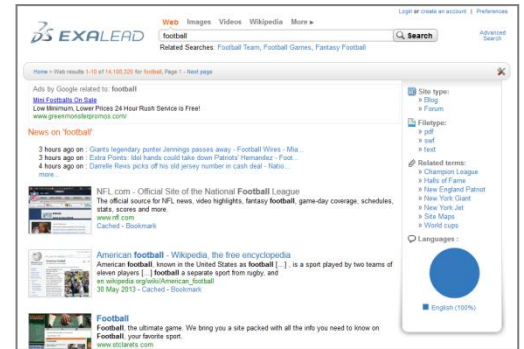 Login or create an account | Preferences
Web Images Videos Wikipedia More
3S EXALEAD
football
Search
Advanced Search
Related Searches: Football Team, Football Games, Fantasy Football
Home > Web results 1-10 of 14,100,320 for football, Page 1 - Next page
Ads by Google related to: football
Mini Footballs On Sale
Low Minimum, Lower Prices 24 Hour Rush Service is Free!
www.greenmosterpromos.com/
News on 'football'
3 hours ago on : Giants legendary punter Jennings passes away - Football Wires - Mia...
3 hours ago on : Extra Points: Idol hands could take down Patriots' Hernandez - Foot...
4 hours ago on : Darrelle Revis picks off his old jersey number in cash deal - Natio...
more...
NFL.com - Official Site of the National Football League
The official source for NFL news, video highlights, fantasy football, game-day coverage, schedules,
stats, scores and more.
www.nfl.com
Cached - Bookmark
American football - Wikipedia, the free encyclopedia
American football, known in the United States as football [...] , is a sport played by two teams of
eleven players [...] football a separate sport from rugby, and
en.wikipedia.org/wiki/American_football
30 May 2013 - Cached - Bookmark
Football
Football, the ultimate game. We bring you a site packed with all the info you need to know on
Football, your favorite sport.
www.stclarets.com
Site type:
» Blog
» Forum
Filetype:
» pdf
» swf
» text
Related terms:
» Champion League
» Halls of Fame
» New England Patriot
» New York Giant
» New York Jet
» Site Maps
» World cups
Languages :
English (100%)